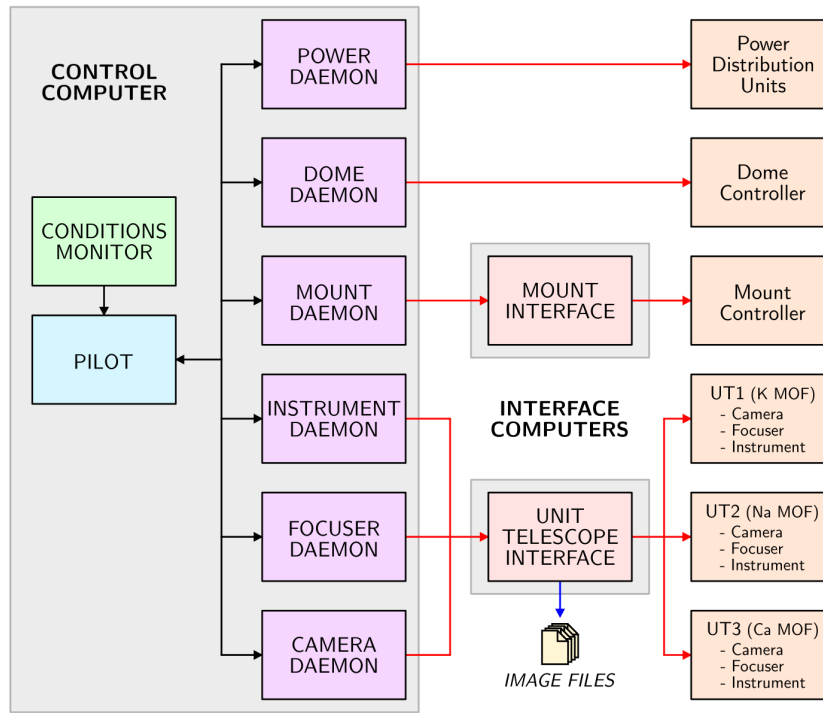 CONTROL
COMPUTER
CONDITIONS
MONITOR
PILOT
POWER
DAEMON
DOME
DAEMON
MOUNT
DAEMON
INSTRUMENT
DAEMON
FOCUSER
DAEMON
CAMERA
DAEMON
MOUNT
INTERFACE
INTERFACE
COMPUTERS
UNIT
TELESCOPE
INTERFACE
IMAGE FILES
Power
Distribution
Units
Dome
Controller
Mount
Controller
UT1 (K MOF)
- Camera
- Focuser
- Instrument
UT2 (Na MOF)
- Camera
- Focuser
- Instrument
UT3 (Ca MOF)
- Camera
- Focuser
- Instrument